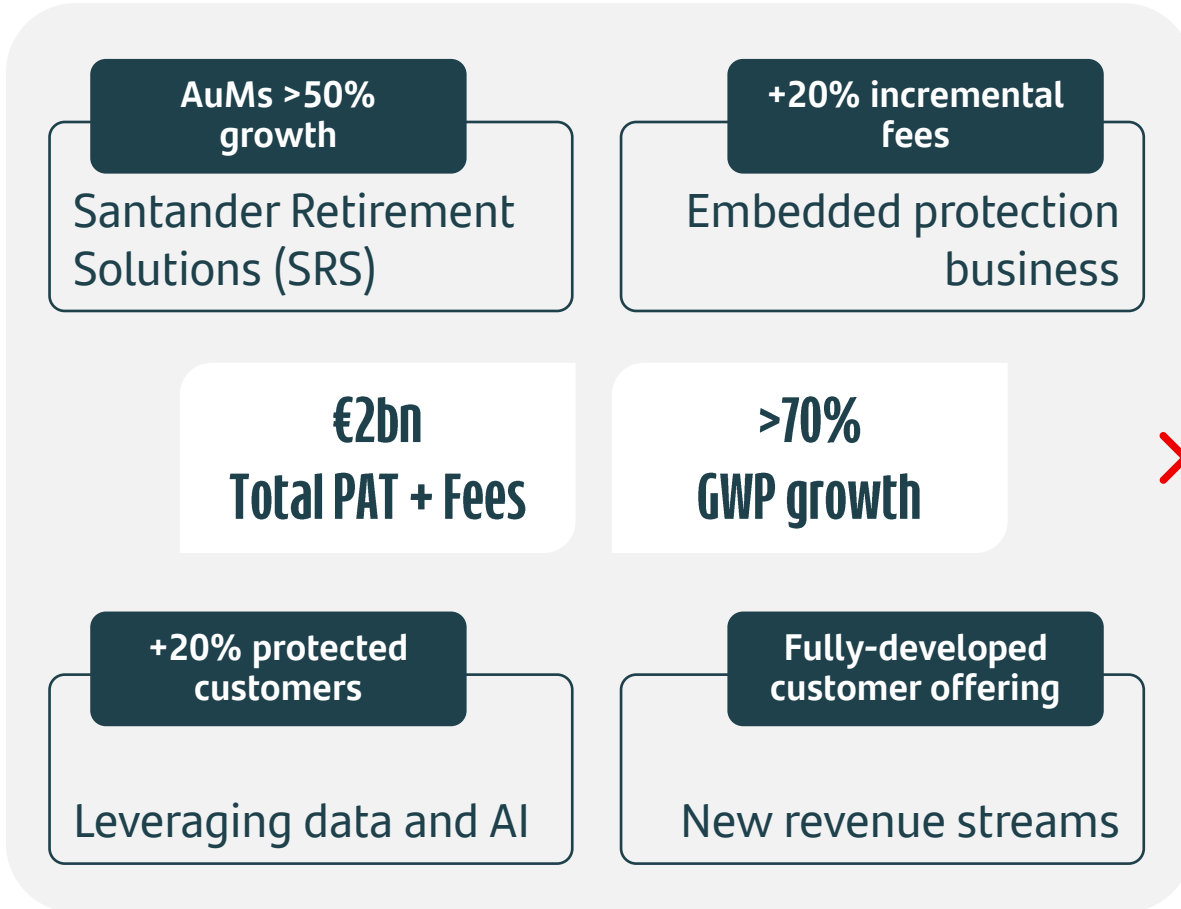 AuMs >50%
growth
Santander Retirement
Solutions (SRS)
+20% incremental
fees
Embedded protection
business
€2bn
Total PAT + Fees
>70%
GWP growth
+20% protected
customers
Leveraging data and AI
Fully-developed
customer offering
New revenue streams